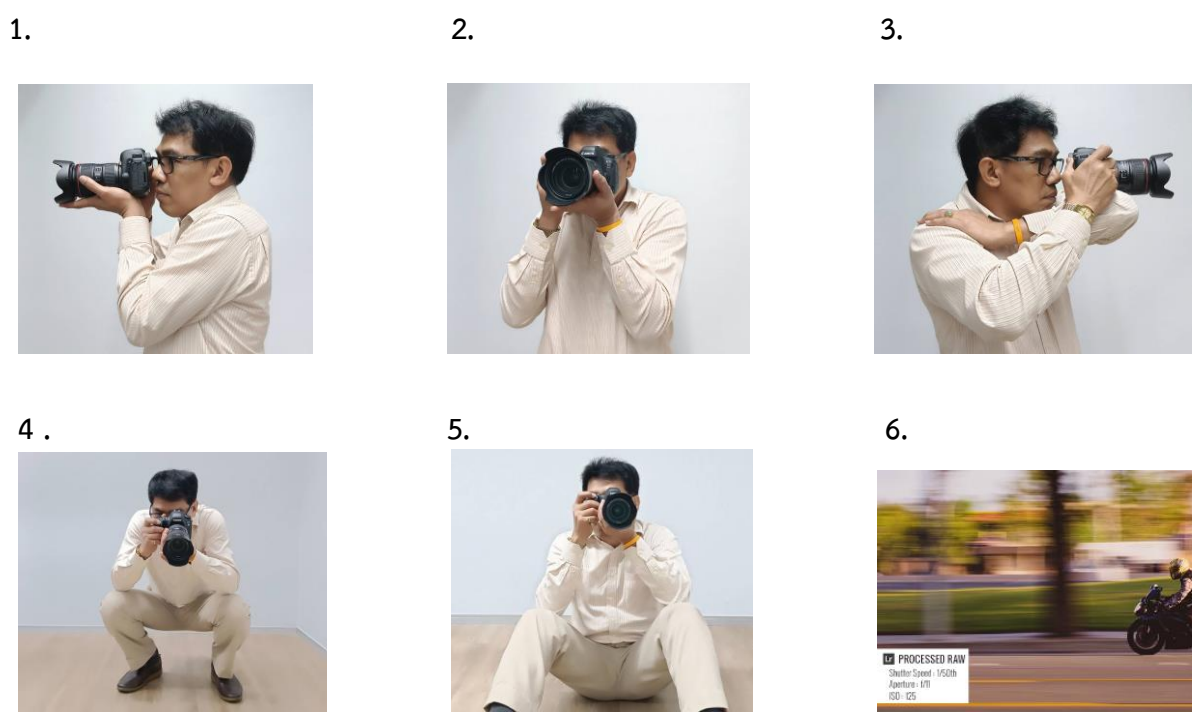 1.
2.
3.
4 .
5.
6.
Lr PROCESSED RAW
Shutter Speed : 1/50th
Aperture : f/11
ISO : 125